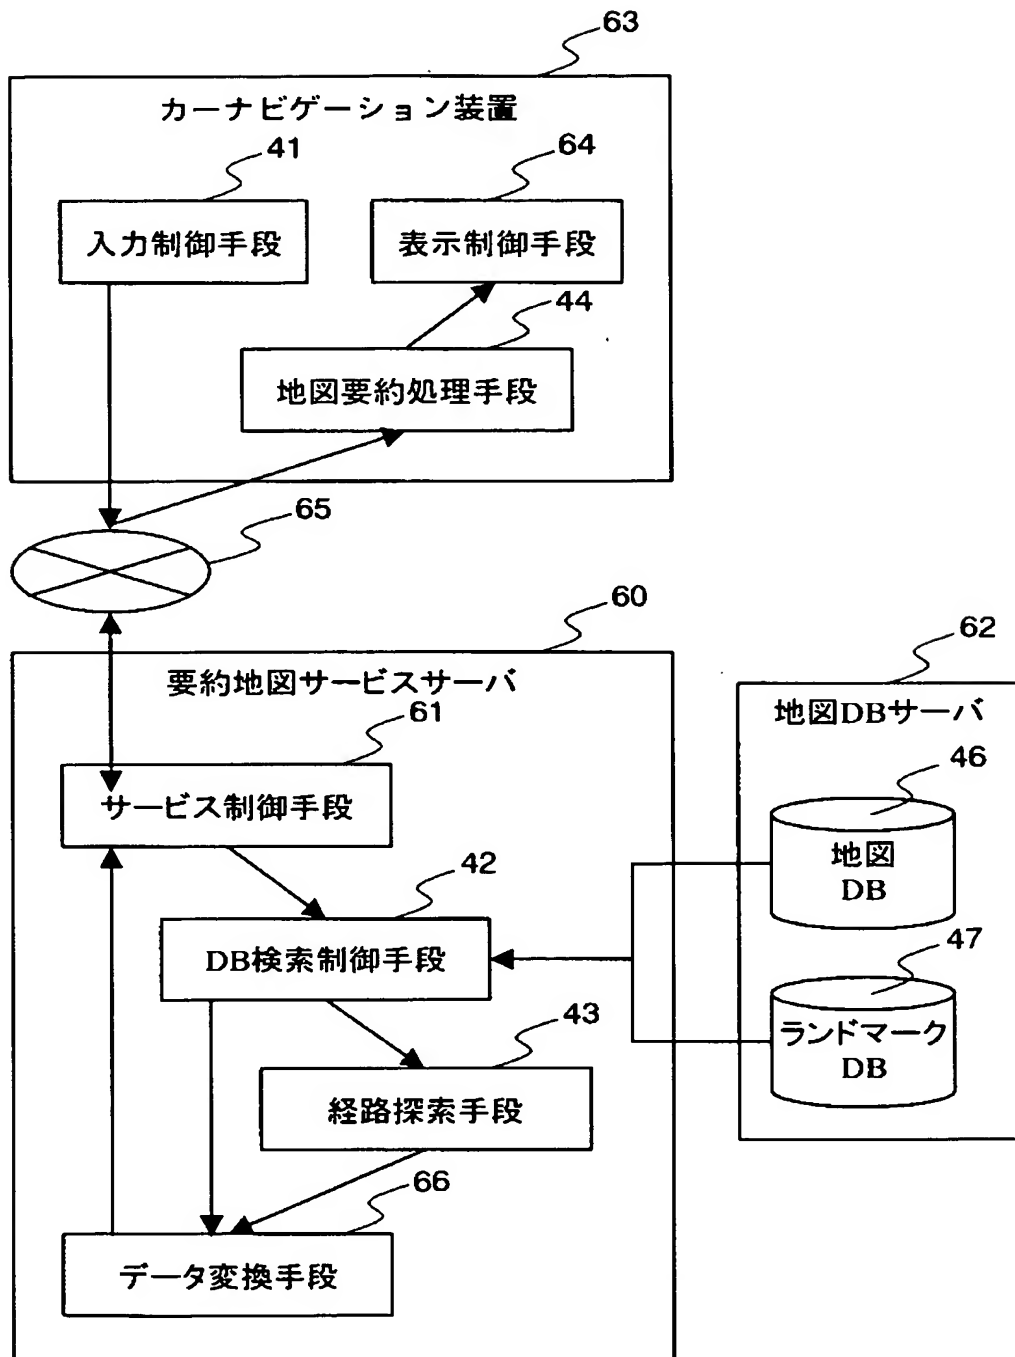 63
カーナビゲーション装置
41
64
入力制御手段
表示制御手段
44
地図要約処理手段
65
60
62
要約地図サービスサーバ
地図DBサーバ
61
サービス制御手段
46
地図
DB
42
DB検索制御手段
47
ランドマーク
DB
43
経路探索手段
66
データ変換手段